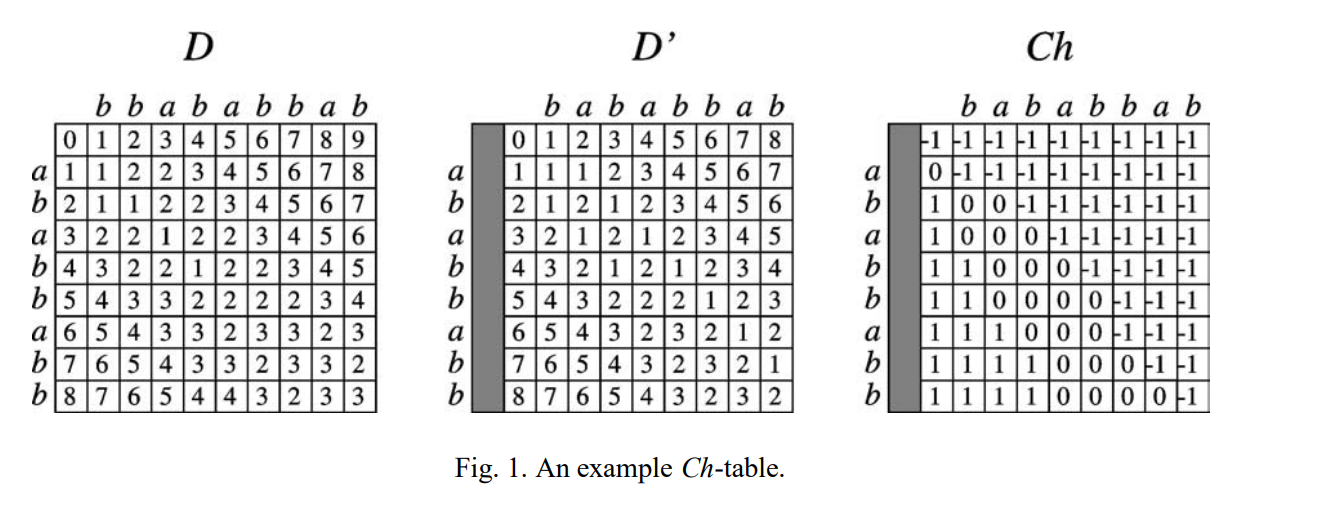 D D’ Ch
b b a b a b b a b b a b a b b a b b a b a b b a b
0 1 2 3 4 5 6 7 8 9 0 1 2 3 4 5 6 7 8 -1 -1 -1 -1 -1 -1 -1 -1 -1
a 1 1 2 2 3 4 5 6 7 8 a 1 1 1 2 3 4 5 6 7 a 0 -1 -1 -1 -1 -1 -1 -1 -1
b 2 1 1 2 2 3 4 5 6 7 b 2 1 2 1 2 3 4 5 6 b 1 0 0 -1 -1 -1 -1 -1 -1
a 3 2 2 1 2 2 3 4 5 6 a 3 2 1 2 1 2 3 4 5 a 1 0 0 0 -1 -1 -1 -1 -1
b 4 3 2 2 1 2 2 3 4 5 b 4 3 2 1 2 1 2 3 4 b 1 1 0 0 0 -1 -1 -1 -1
b 5 4 3 3 2 2 2 2 3 4 b 5 4 3 2 2 2 1 2 3 b 1 1 0 0 0 0 -1 -1 -1
a 6 5 4 3 3 2 3 3 2 3 a 6 5 4 3 2 3 2 1 2 a 1 1 1 0 0 0 -1 -1 -1
b 7 6 5 4 3 3 2 3 3 2 b 7 6 5 4 3 2 3 2 1 b 1 1 1 1 0 0 0 -1 -1
b 8 7 6 5 4 4 3 2 3 3 b 8 7 6 5 4 3 2 3 2 b 1 1 1 1 0 0 0 0 -1
Fig. 1. An example Ch-table.